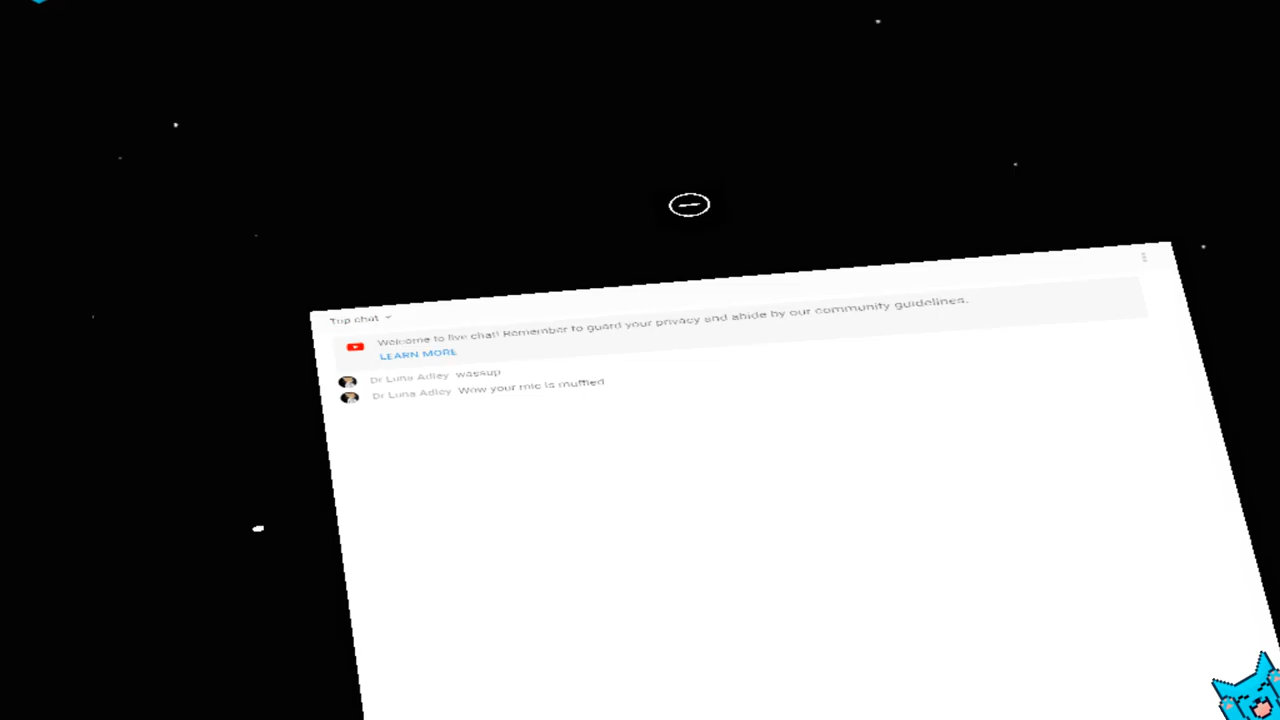 Top chat
Welcome to live chat! Remember to guard your privacy and abide by our community guidelines.
LEARN MORE
Dr Luna Adley wassup
Dr Luna Adley Wow your mic is muffled